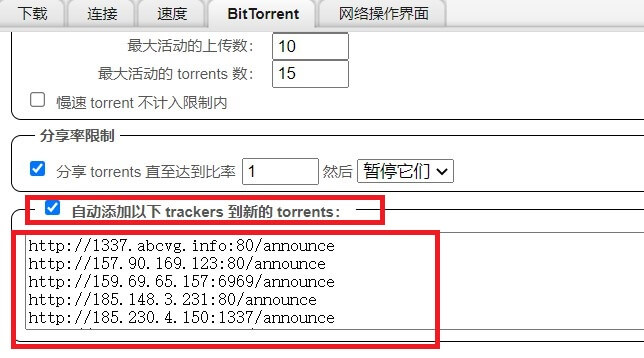 下载 连接 速度 BitTorrent 网络操作界面
最大活动的上传数： 10
最大活动的 torrents 数： 15
慢速 torrent 不计入限制内
分享率限制
分享 torrents 直至达到比率 1 然后 暂停它们
自动添加以下 trackers 到新的 torrents：
http://1337.abcvg.info:80/announce
http://157.90.169.123:80/announce
http://159.69.65.157:6969/announce
http://185.148.3.231:80/announce
http://185.230.4.150:1337/announce